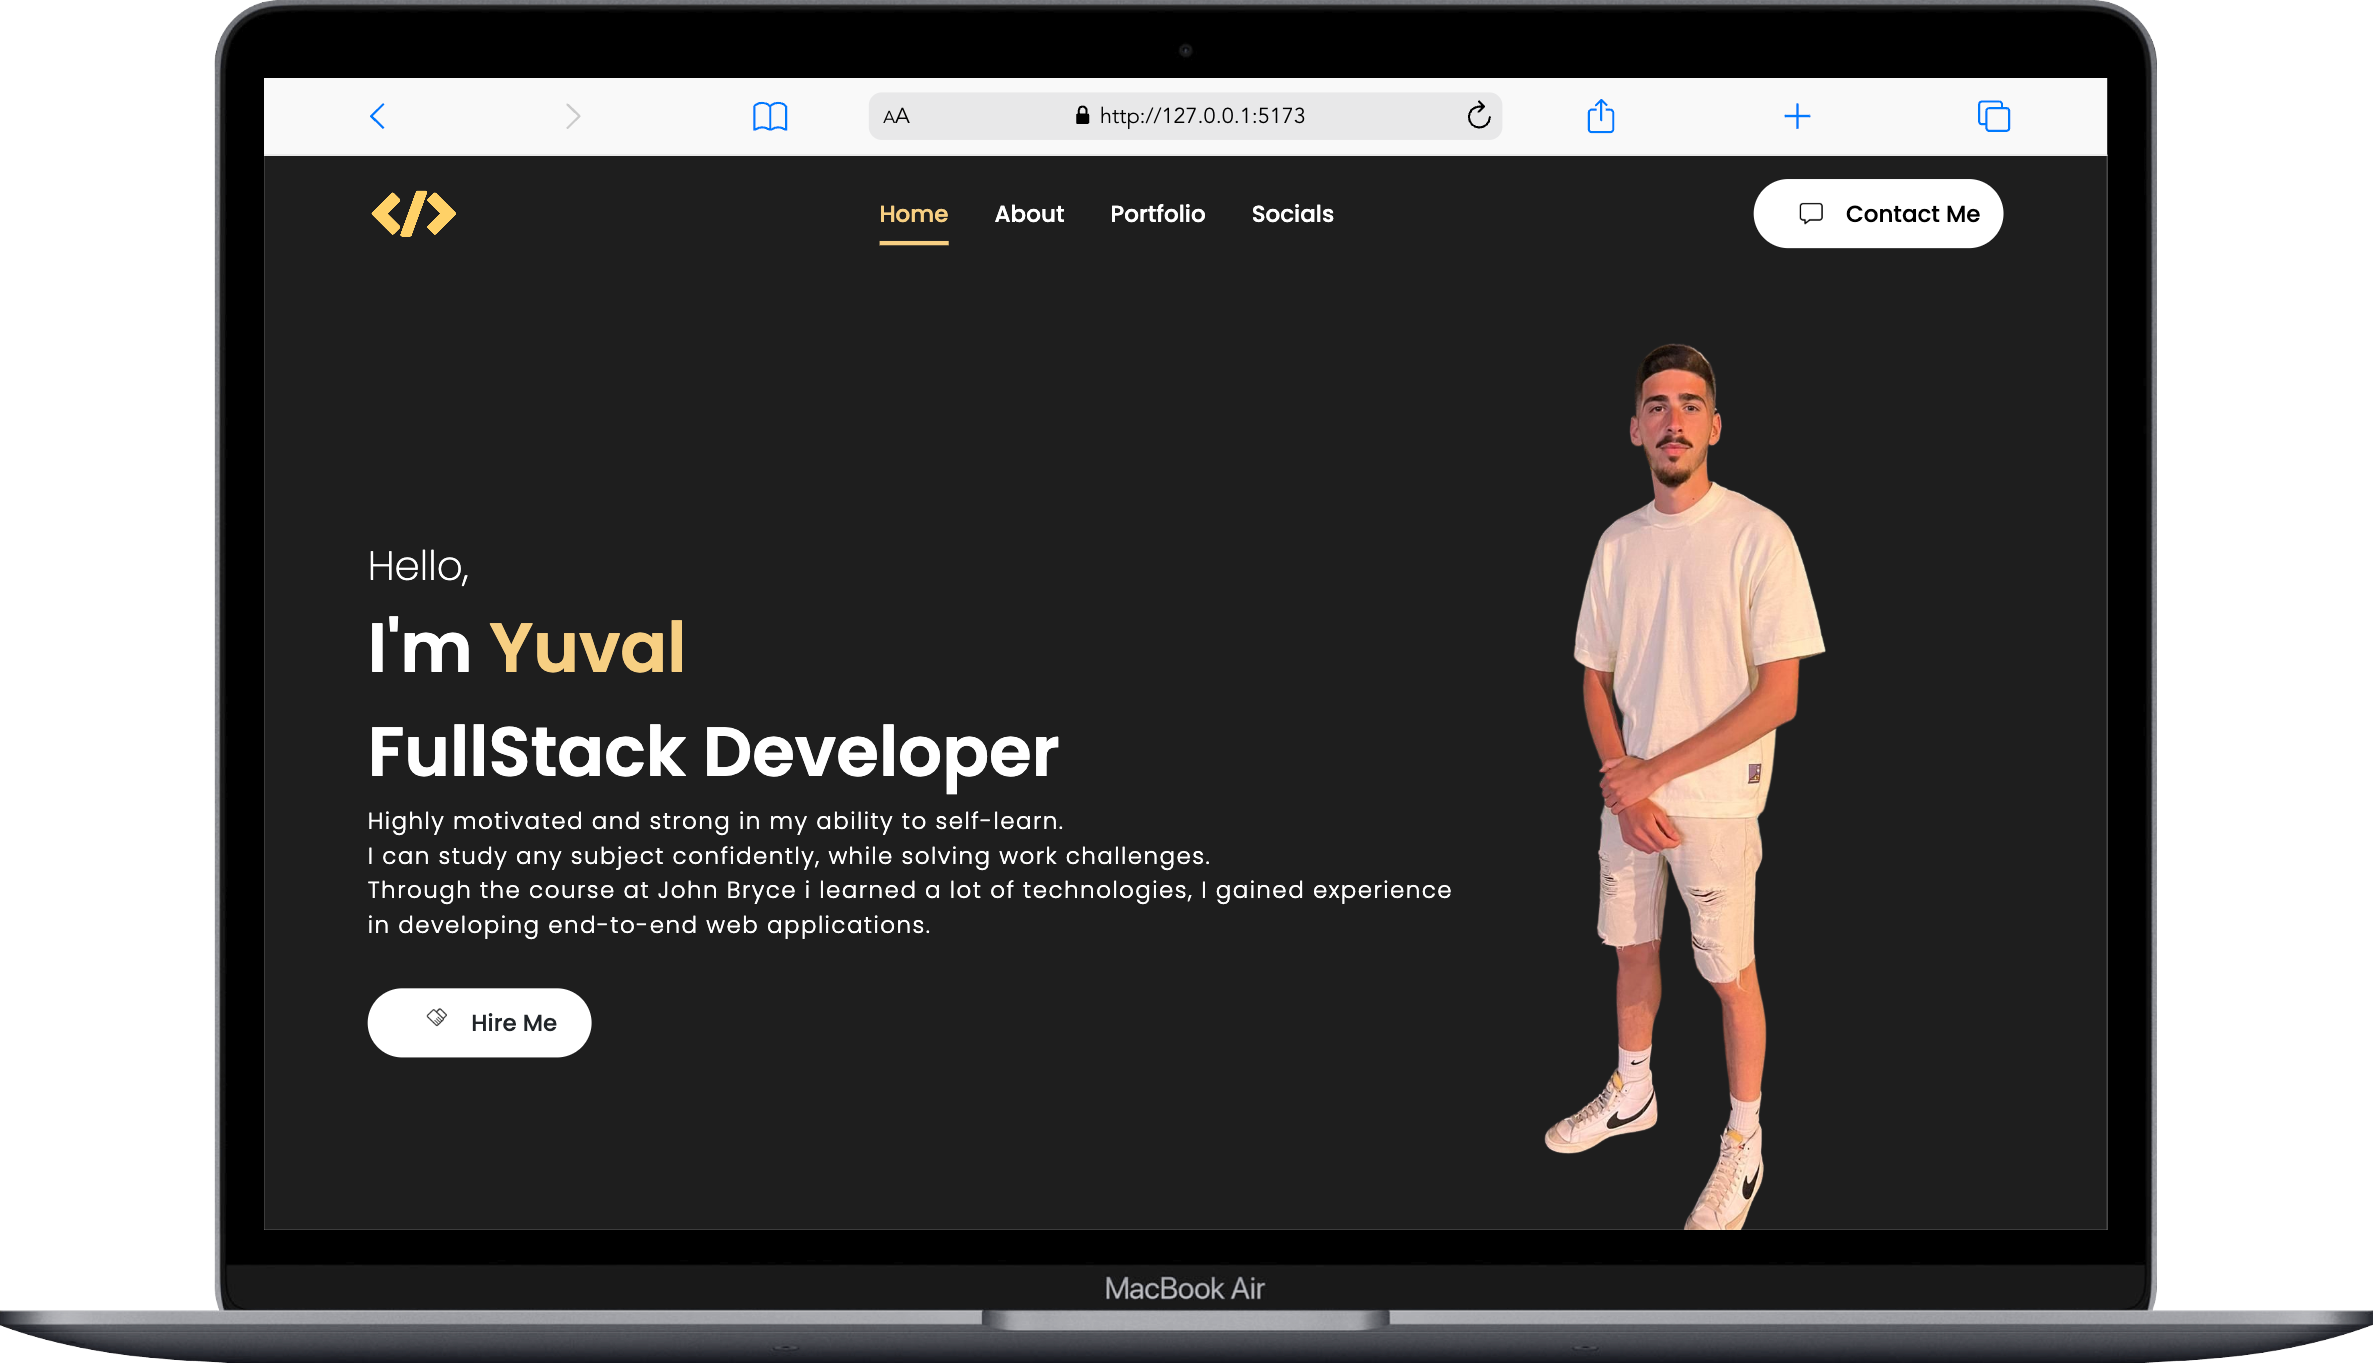 AA http://127.0.0.1:5173
</> Home About Portfolio Socials Contact Me
Hello,
I'm Yuval
FullStack Developer
Highly motivated and strong in my ability to self-learn.
I can study any subject confidently, while solving work challenges.
Through the course at John Bryce i learned a lot of technologies, I gained experience
in developing end-to-end web applications.
Hire Me
MacBook Air